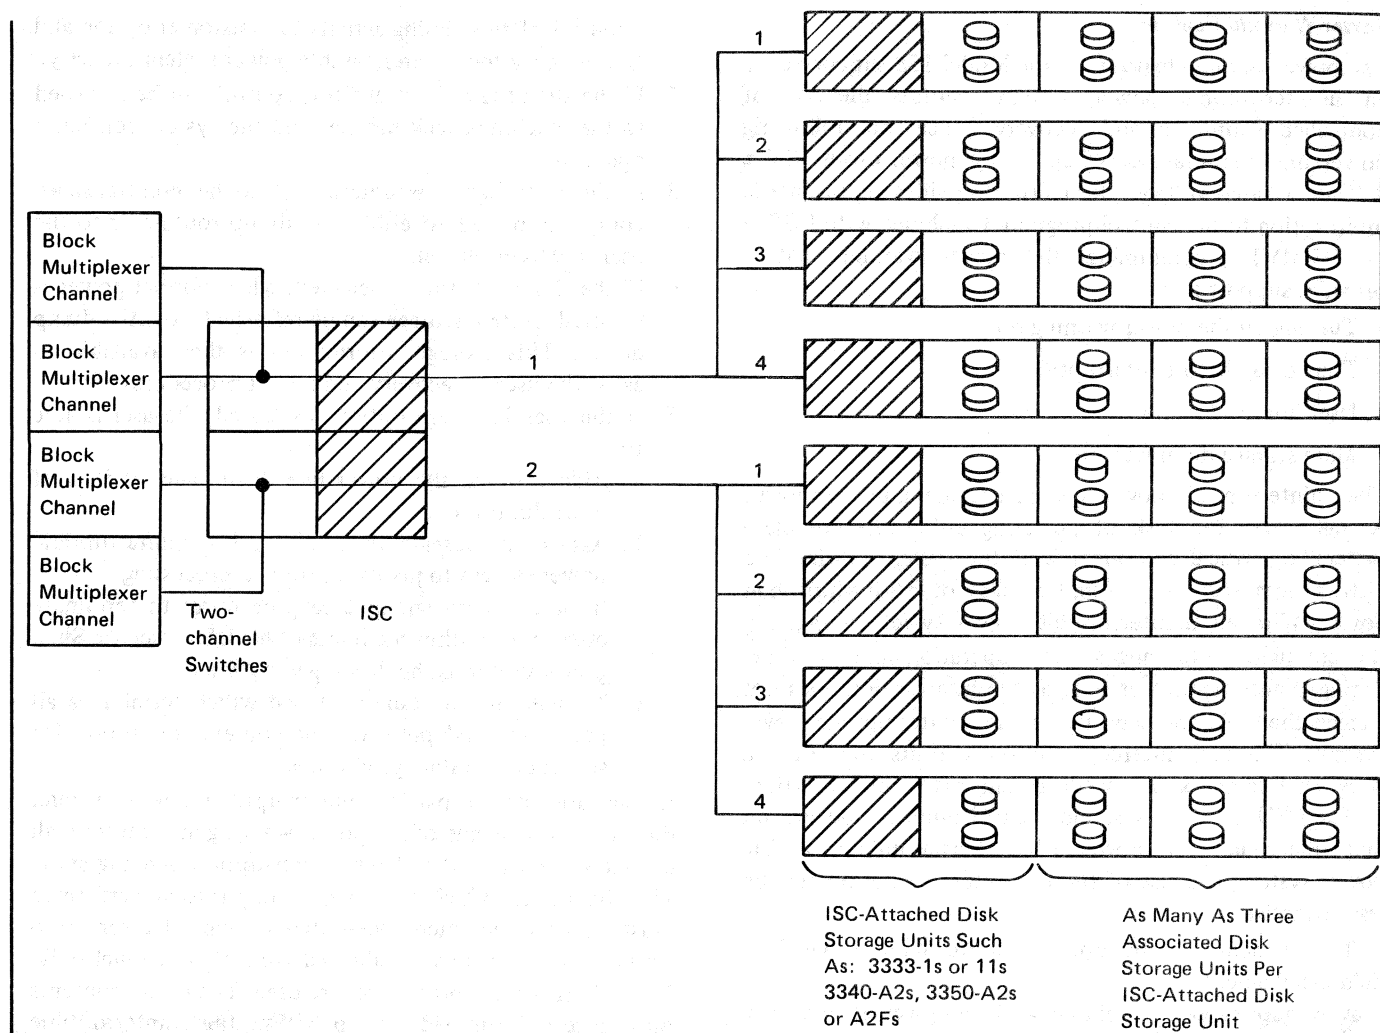 1
2
3
4
Block
Multiplexer
Channel
Block
Multiplexer
Channel
Block
Multiplexer
Channel
Block
Multiplexer
Channel
Two-
channel
Switches
ISC
1
2
1
2
3
4
ISC-Attached Disk
Storage Units Such
As: 3333-1s or 11s
3340-A2s, 3350-A2s
or A2Fs
As Many As Three
Associated Disk
Storage Units Per
ISC-Attached Disk
Storage Unit